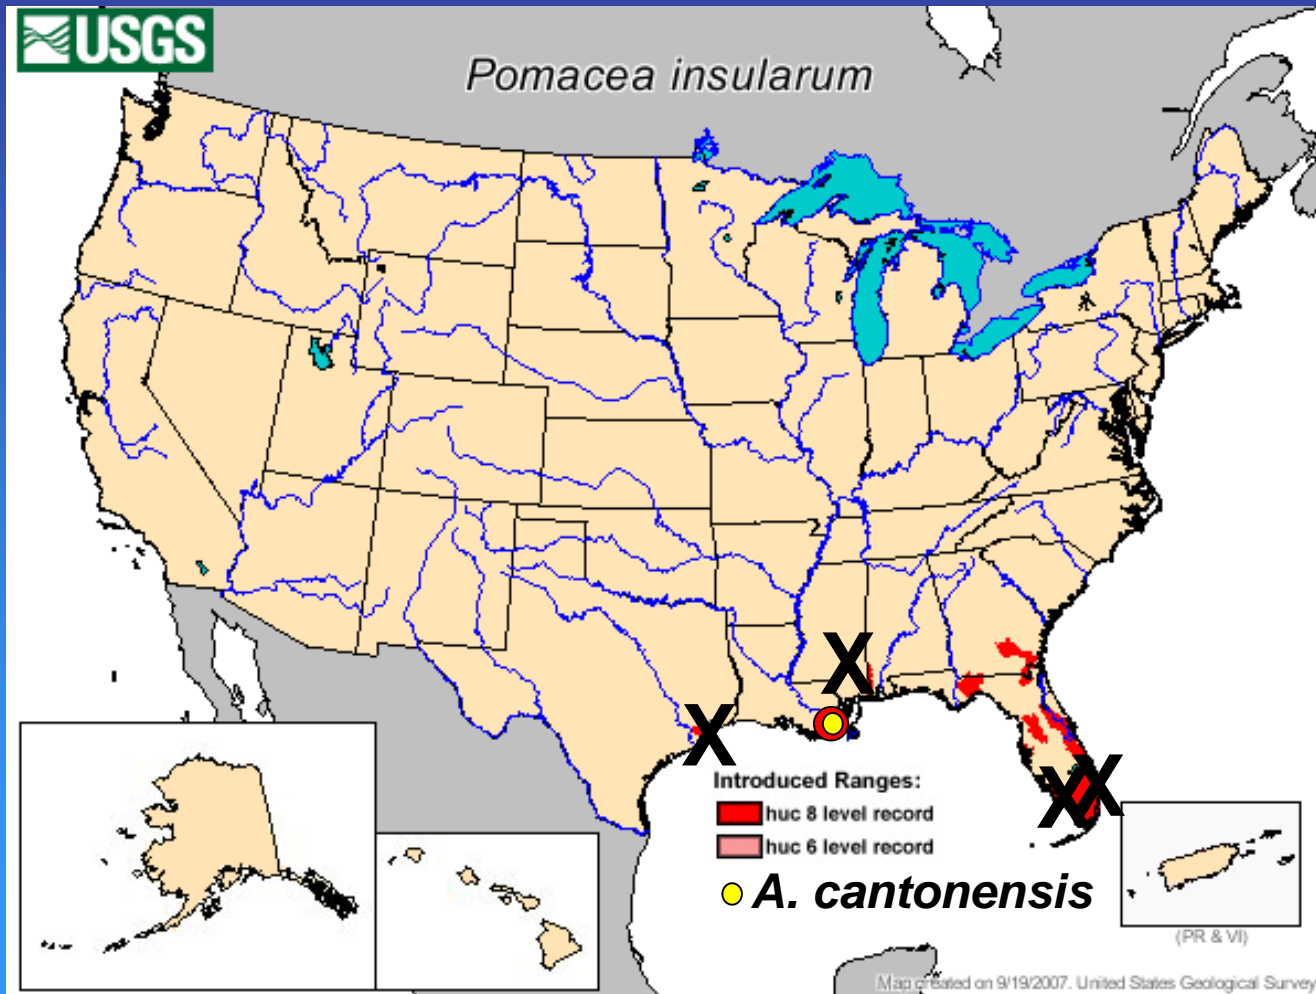 USGS
Pomacea insularum
X
X
X X
Introduced Ranges:
huc 8 level record
huc 6 level record
A. cantonensis
(PR & VI)
Map created on 9/19/2007. United States Geological Survey